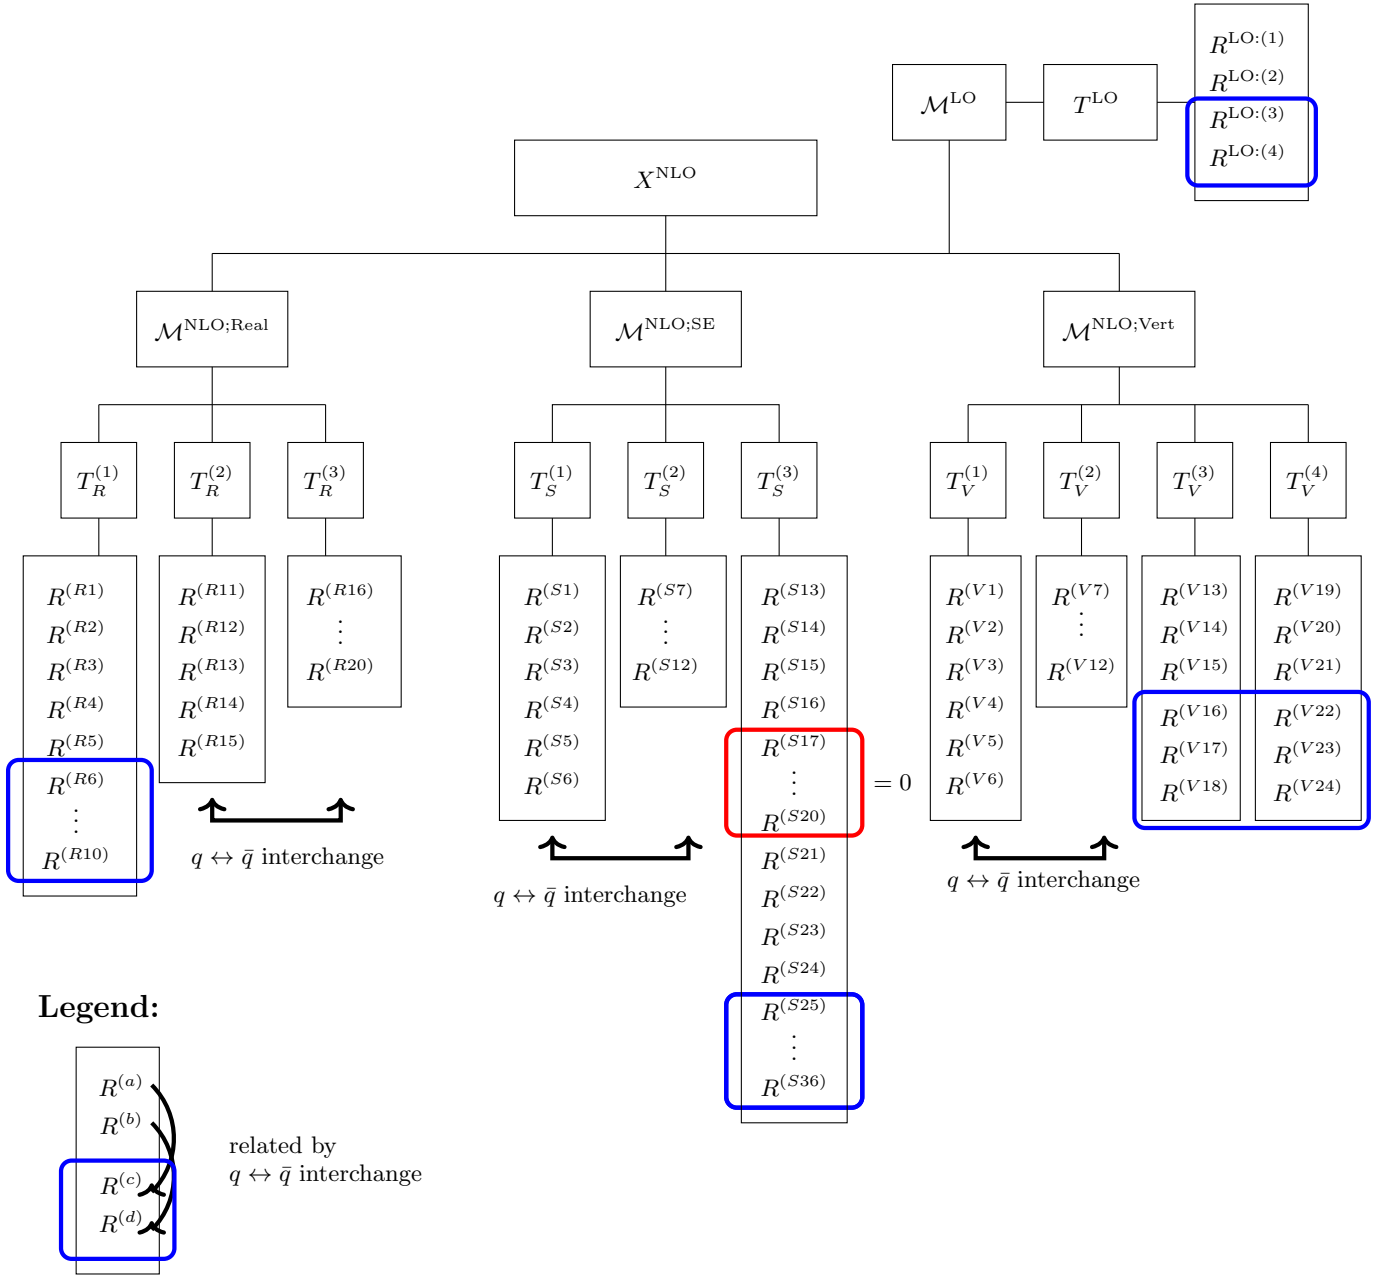 R^{LO:(1)}
R^{LO:(2)}
R^{LO:(3)}
R^{LO:(4)}
\mathcal{M}^{LO}
T^{LO}
X^{NLO}
\mathcal{M}^{NLO;Real}
\mathcal{M}^{NLO;SE}
\mathcal{M}^{NLO;Vert}
T_R^{(1)}
T_R^{(2)}
T_R^{(3)}
T_S^{(1)}
T_S^{(2)}
T_S^{(3)}
T_V^{(1)}
T_V^{(2)}
T_V^{(3)}
T_V^{(4)}
R^{(R1)}
R^{(R2)}
R^{(R3)}
R^{(R4)}
R^{(R5)}
R^{(R6)}
⋮
R^{(R10)}
R^{(R11)}
R^{(R12)}
R^{(R13)}
R^{(R14)}
R^{(R15)}
R^{(R16)}
⋮
R^{(R20)}
q ↔ q̄ interchange
R^{(S1)}
R^{(S2)}
R^{(S3)}
R^{(S4)}
R^{(S5)}
R^{(S6)}
R^{(S7)}
⋮
R^{(S12)}
q ↔ q̄ interchange
R^{(S13)}
R^{(S14)}
R^{(S15)}
R^{(S16)}
R^{(S17)}
⋮
R^{(S20)}
= 0
R^{(S21)}
R^{(S22)}
R^{(S23)}
R^{(S24)}
R^{(S25)}
⋮
R^{(S36)}
R^{(V1)}
R^{(V2)}
R^{(V3)}
R^{(V4)}
R^{(V5)}
R^{(V6)}
R^{(V7)}
⋮
R^{(V12)}
q ↔ q̄ interchange
R^{(V13)}
R^{(V14)}
R^{(V15)}
R^{(V16)}
R^{(V17)}
R^{(V18)}
R^{(V19)}
R^{(V20)}
R^{(V21)}
R^{(V22)}
R^{(V23)}
R^{(V24)}
Legend:
R^{(a)}
R^{(b)}
R^{(c)}
R^{(d)}
related by
q ↔ q̄ interchange